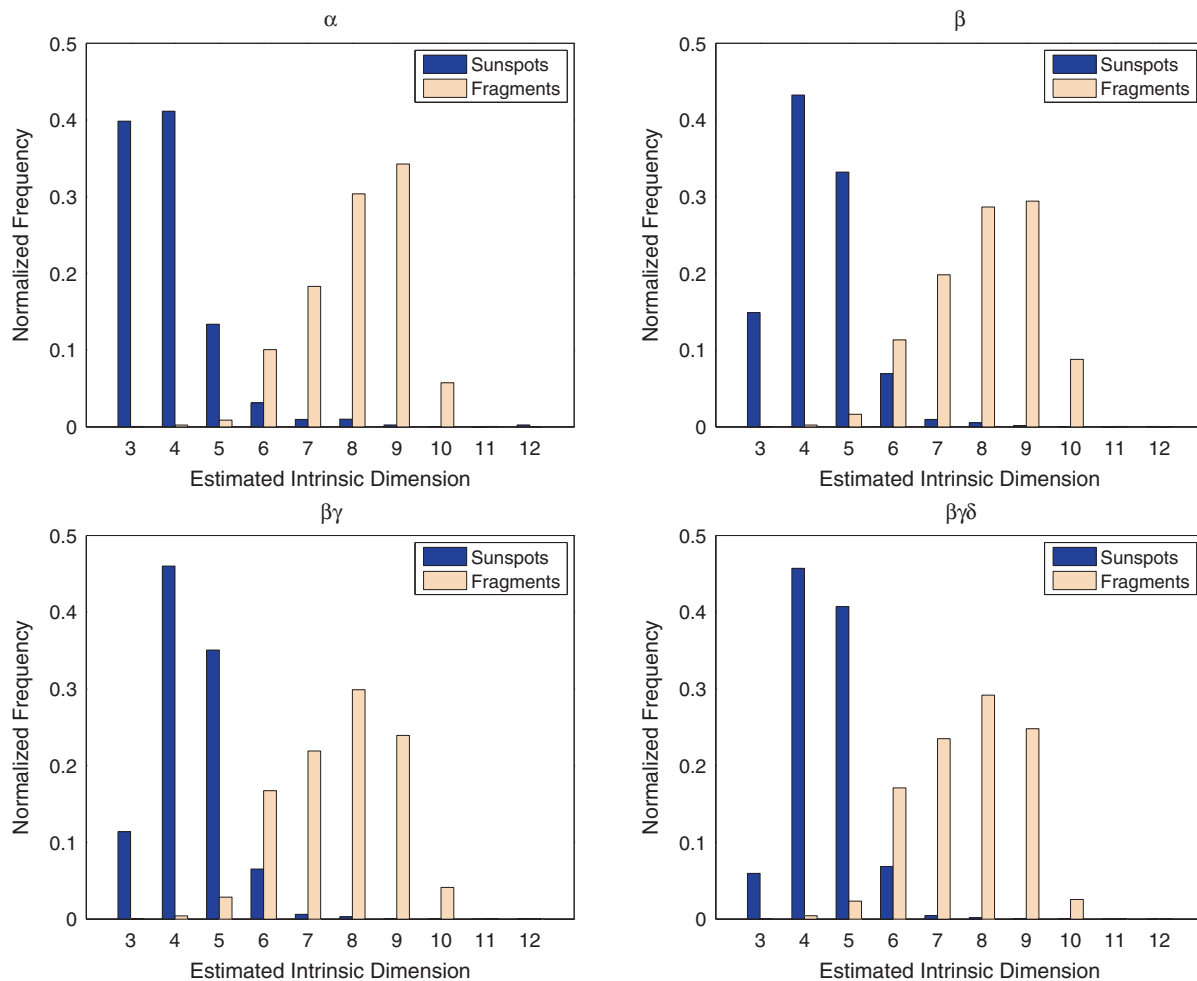 α
Normalized Frequency
0.5
0.4
0.3
0.2
0.1
0
Sunspots
Fragments
3 4 5 6 7 8 9 10 11 12
Estimated Intrinsic Dimension
β
Normalized Frequency
0.5
0.4
0.3
0.2
0.1
0
Sunspots
Fragments
3 4 5 6 7 8 9 10 11 12
Estimated Intrinsic Dimension
βγ
Normalized Frequency
0.5
0.4
0.3
0.2
0.1
0
Sunspots
Fragments
3 4 5 6 7 8 9 10 11 12
Estimated Intrinsic Dimension
βγδ
Normalized Frequency
0.5
0.4
0.3
0.2
0.1
0
Sunspots
Fragments
3 4 5 6 7 8 9 10 11 12
Estimated Intrinsic Dimension